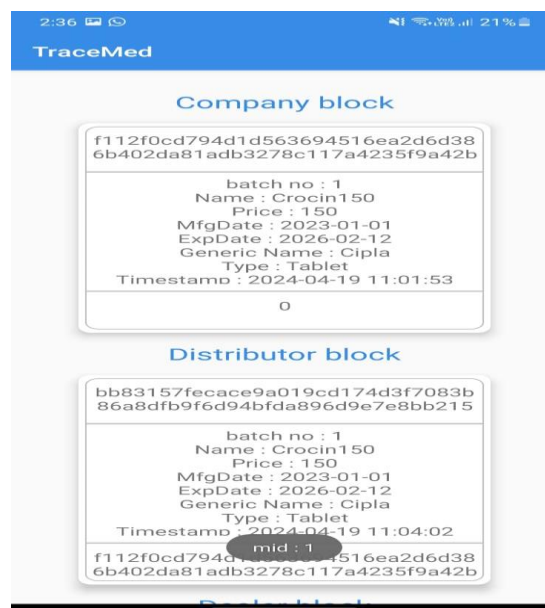 2:36 21%
TraceMed
Company block
f112f0cd794d1d563694516ea2d6d38
6b402da81adb3278c117a4235f9a42b
batch no : 1
Name : Crocin150
Price : 150
MfgDate : 2023-01-01
ExpDate : 2026-02-12
Generic Name : Cipla
Type : Tablet
Timestamp : 2024-04-19 11:01:53
0
Distributor block
bb83157fecace9a019cd174d3f7083b
86a8dfb9f6d94bfda896d9e7e8bb215
batch no : 1
Name : Crocin150
Price : 150
MfgDate : 2023-01-01
ExpDate : 2026-02-12
Generic Name : Cipla
Type : Tablet
Timestamp : 2024-04-19 11:04:02
mid : 1
6b402da81adb3278c117a4235f9a42b
Dealer block